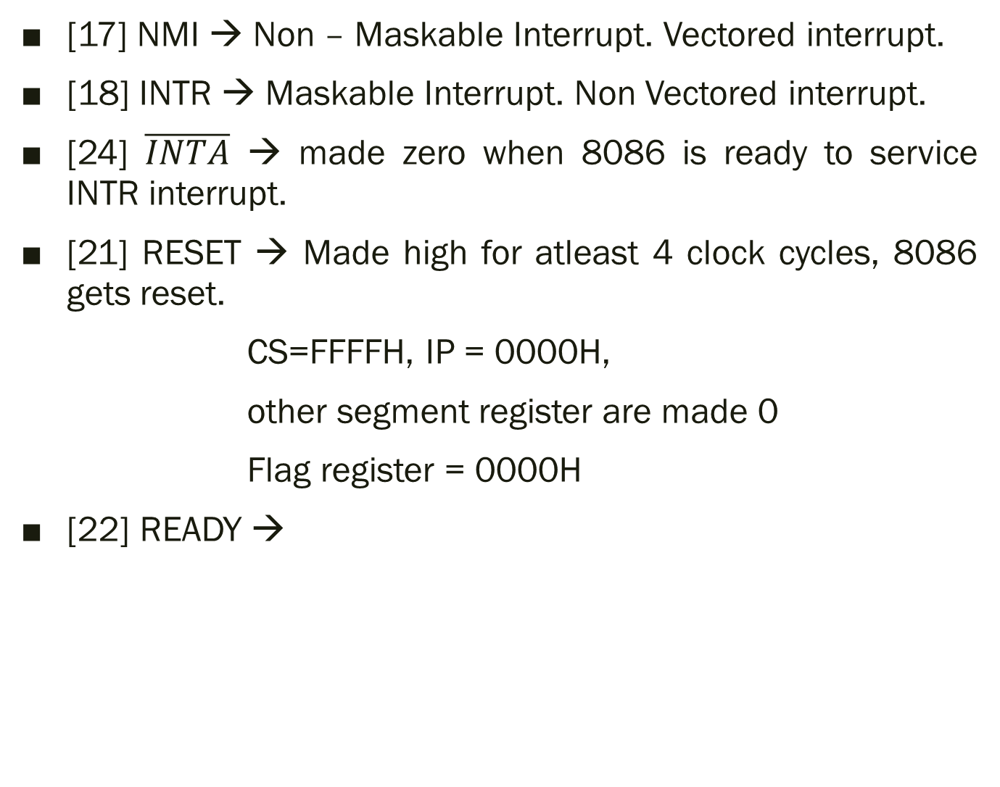 ▪ [17] NMI → Non – Maskable Interrupt. Vectored interrupt.
▪ [18] INTR → Maskable Interrupt. Non Vectored interrupt.
▪ [24] I̅N̅T̅A̅ → made zero when 8086 is ready to service
INTR interrupt.
▪ [21] RESET → Made high for atleast 4 clock cycles, 8086
gets reset.
CS=FFFFH, IP = 0000H,
other segment register are made 0
Flag register = 0000H
▪ [22] READY →